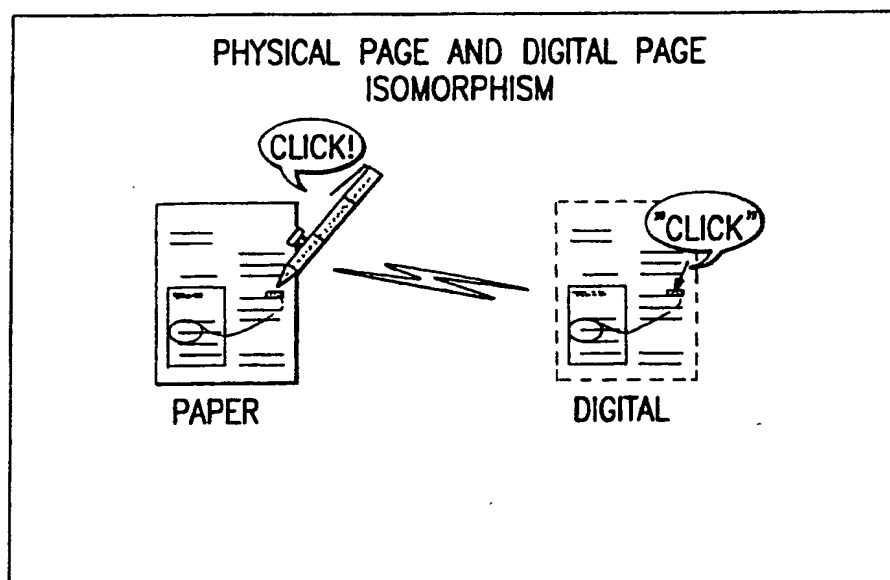 PHYSICAL PAGE AND DIGITAL PAGE
ISOMORPHISM
CLICK!
"CLICK"
PAPER
DIGITAL